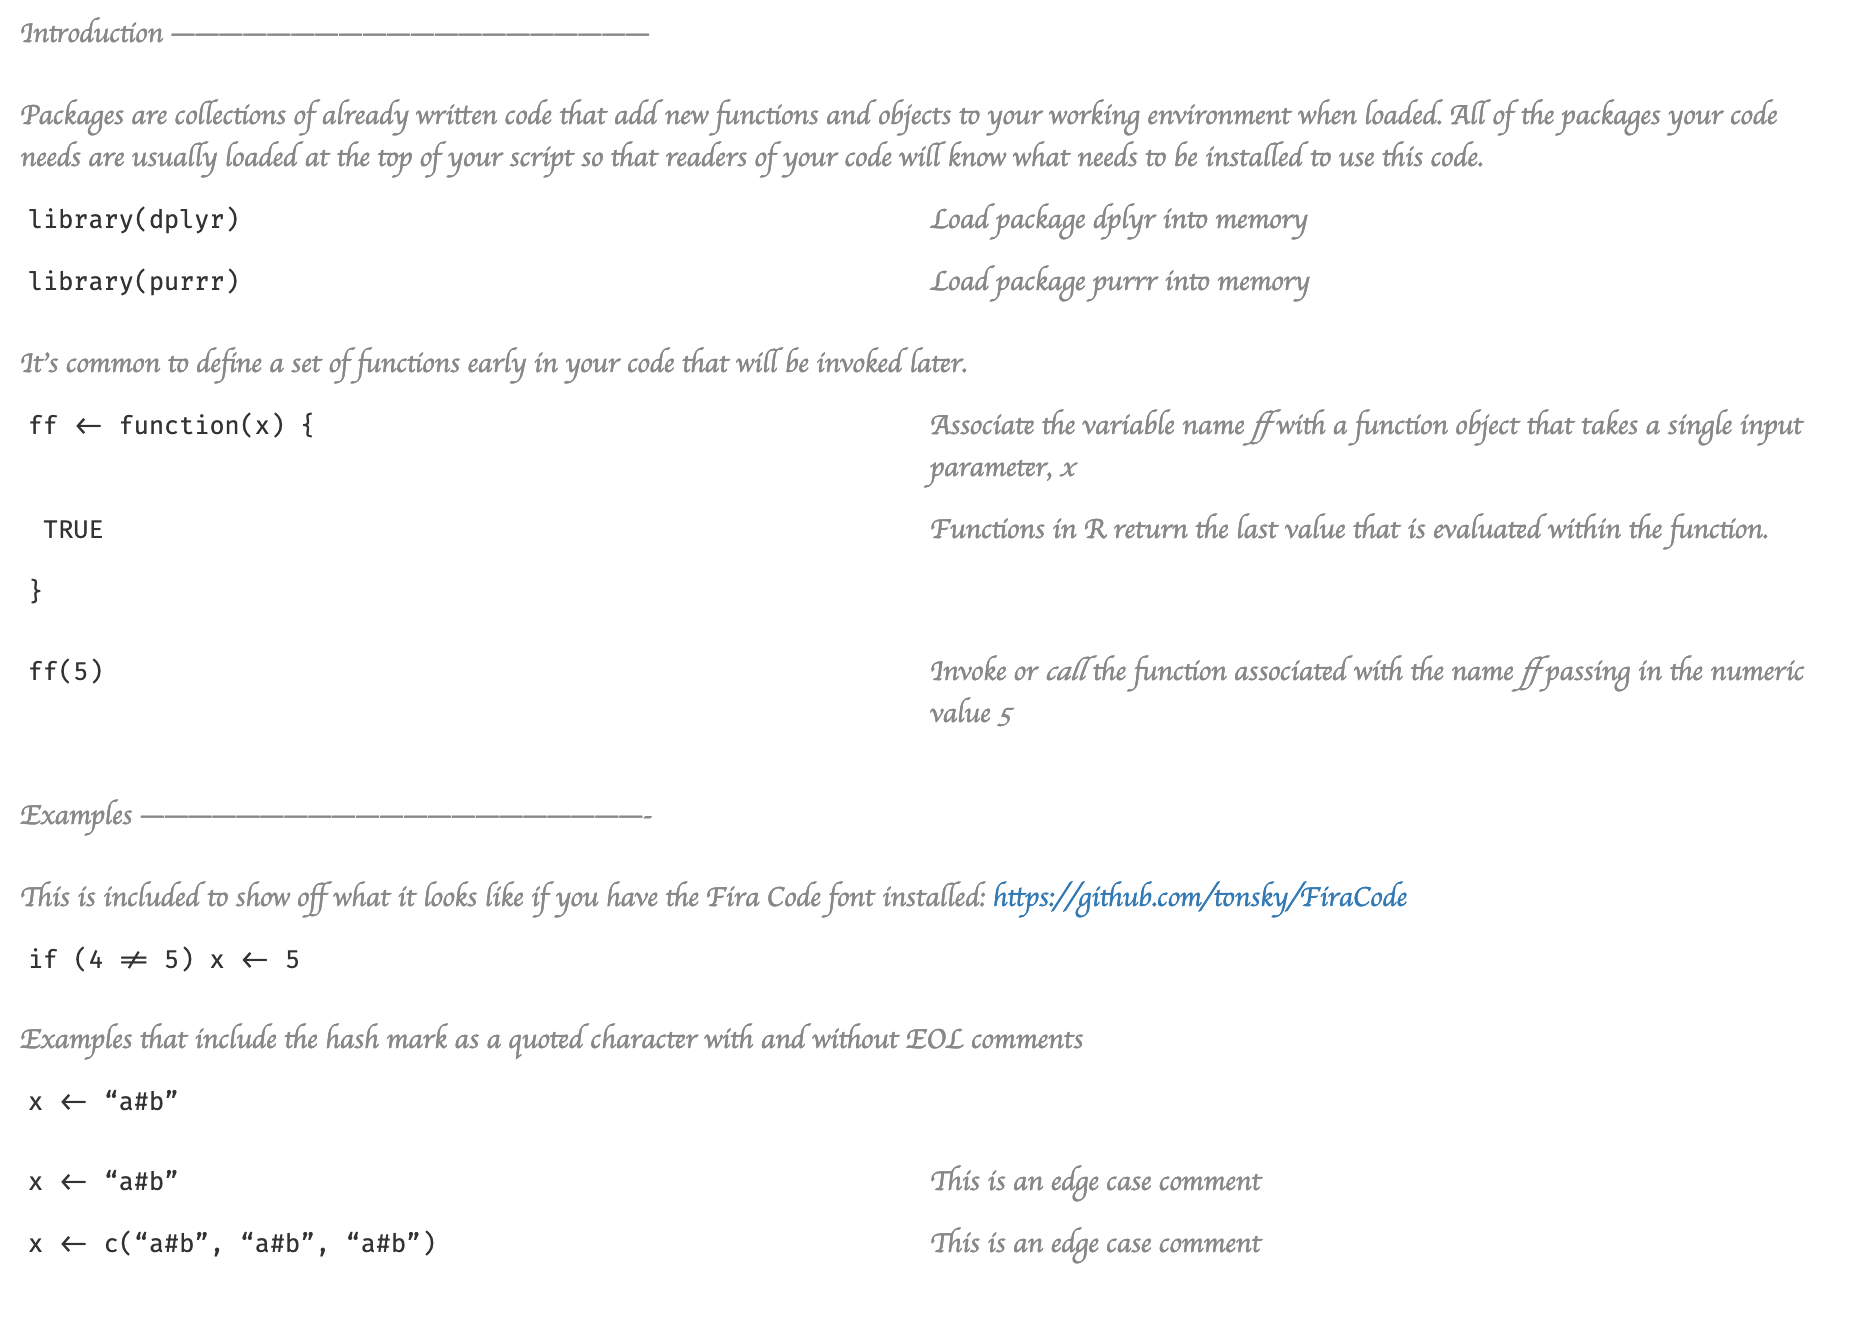 Introduction ————————————————————
Packages are collections of already written code that add new functions and objects to your working environment when loaded. All of the packages your code
needs are usually loaded at the top of your script so that readers of your code will know what needs to be installed to use this code.
library(dplyr) Load package dplyr into memory
library(purrr) Load package purrr into memory
It’s common to define a set of functions early in your code that will be invoked later.
ff ← function(x) { Associate the variable name ff with a function object that takes a single input
parameter, x
TRUE Functions in R return the last value that is evaluated within the function.
}
ff(5) Invoke or call the function associated with the name ff passing in the numeric
value 5
Examples —————————————————————-
This is included to show off what it looks like if you have the Fira Code font installed: https://github.com/tonsky/FiraCode
if (4 ≠ 5) x ← 5
Examples that include the hash mark as a quoted character with and without EOL comments
x ← “a#b”
x ← “a#b” This is an edge case comment
x ← c(“a#b”, “a#b”, “a#b”) This is an edge case comment